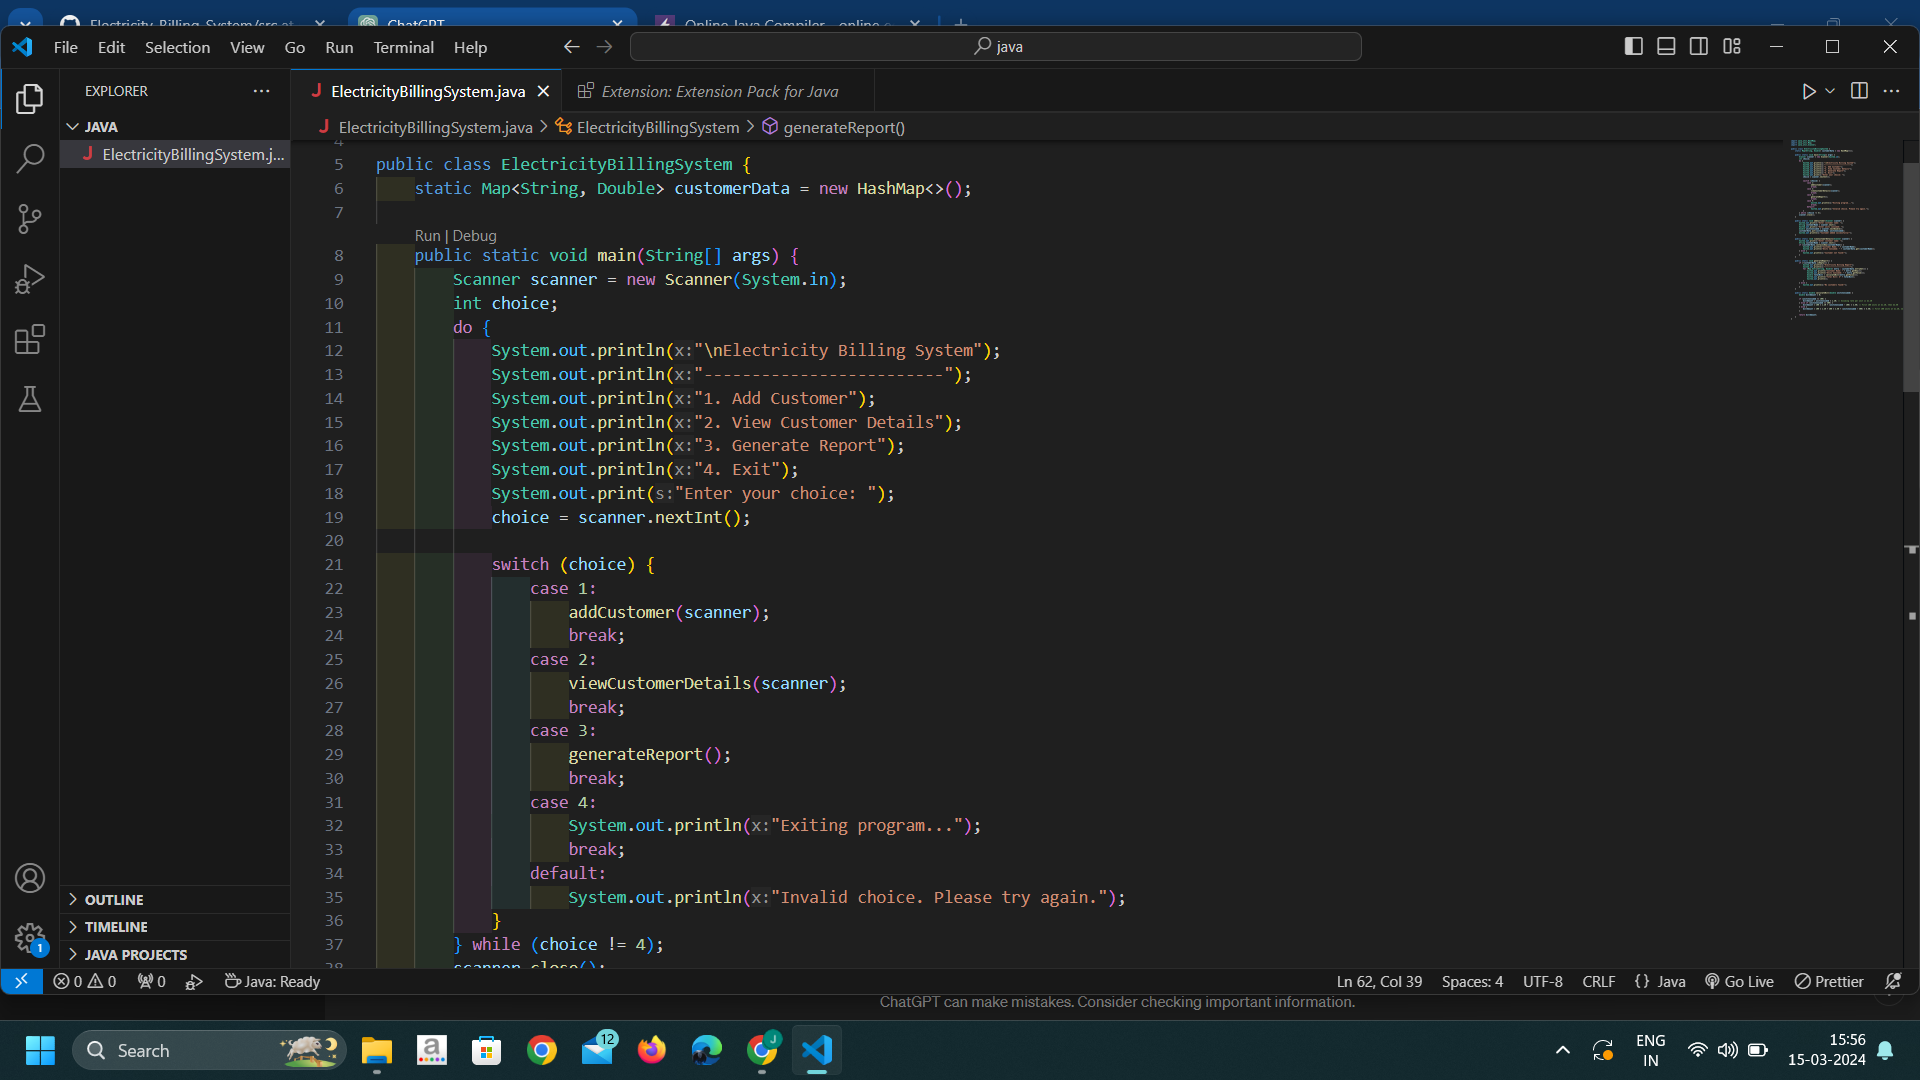 Electricity_Billing_System/src at
ChatGPT
Online Java Compiler - online
File Edit Selection View Go Run Terminal Help
java
EXPLORER
ElectricityBillingSystem.java
Extension: Extension Pack for Java
JAVA
ElectricityBillingSystem.java > ElectricityBillingSystem > generateReport()
ElectricityBillingSystem.j...
4
5 public class ElectricityBillingSystem {
6 static Map<String, Double> customerData = new HashMap<>();
7
Run | Debug
8 public static void main(String[] args) {
9 Scanner scanner = new Scanner(System.in);
10 int choice;
11 do {
12 System.out.println(x:"\nElectricity Billing System");
13 System.out.println(x:"-------------------------");
14 System.out.println(x:"1. Add Customer");
15 System.out.println(x:"2. View Customer Details");
16 System.out.println(x:"3. Generate Report");
17 System.out.println(x:"4. Exit");
18 System.out.print(s:"Enter your choice: ");
19 choice = scanner.nextInt();
20
21 switch (choice) {
22 case 1:
23 addCustomer(scanner);
24 break;
25 case 2:
26 viewCustomerDetails(scanner);
27 break;
28 case 3:
29 generateReport();
30 break;
31 case 4:
32 System.out.println(x:"Exiting program...");
33 break;
34 default:
35 System.out.println(x:"Invalid choice. Please try again.");
36 }
37 } while (choice != 4);
38 scanner.close();
OUTLINE
TIMELINE
JAVA PROJECTS
1
0 0 0 Java: Ready
Ln 62, Col 39 Spaces: 4 UTF-8 CRLF {} Java Go Live Prettier
ChatGPT can make mistakes. Consider checking important information.
Search
12
J
ENG
IN
15:56
15-03-2024